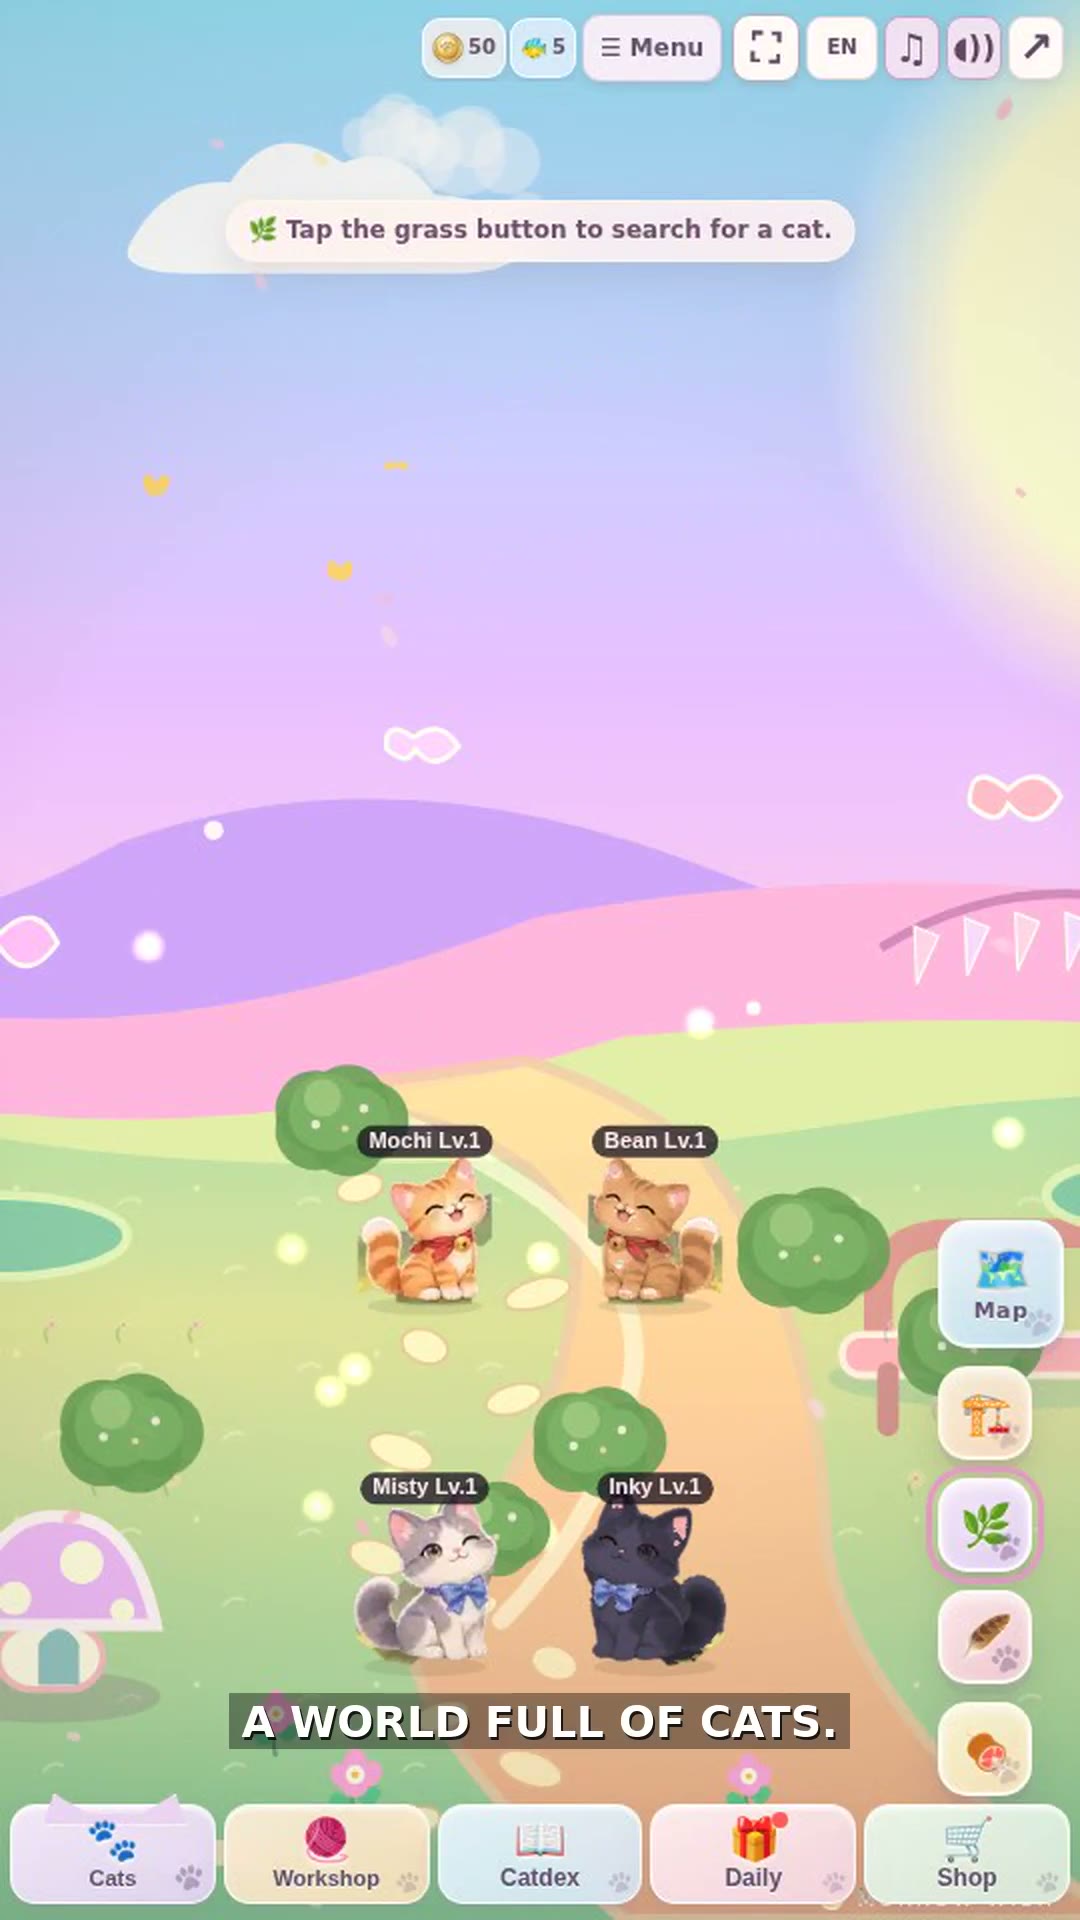 50
5
☰ Menu
EN
🌿 Tap the grass button to search for a cat.
Mochi Lv.1
Bean Lv.1
Map
Misty Lv.1
Inky Lv.1
A WORLD FULL OF CATS.
Cats
Workshop
Catdex
Daily
Shop